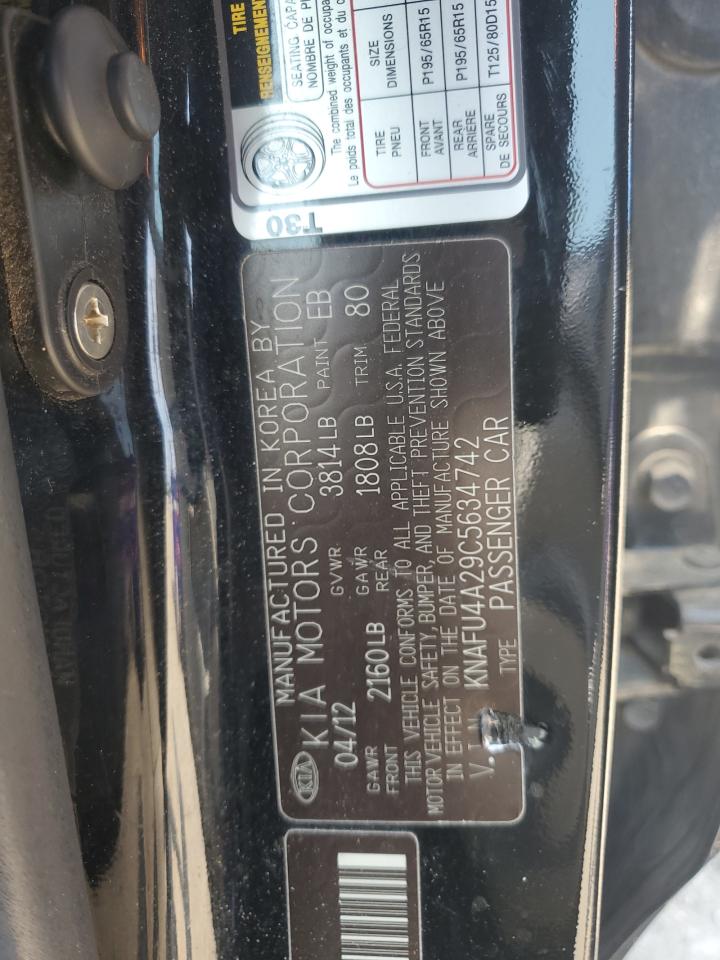 TIRE
RENSEIGNEMENT
SEATING CAPA
NOMBRE DE PL
The combined weight of occupa
Le poids total des occupants et du c
TIRE SIZE
PNEU DIMENSIONS
FRONT P195/65R15
AVANT
REAR P195/65R15
ARRIÈRE
SPARE T125/80D15
DE SECOURS
T30
MANUFACTURED IN KOREA BY
KIA KIA MOTORS CORPORATION
04/12 GVWR 3814LB PAINT EB
GAWR FRONT 2160LB GAWR REAR 1808LB TRIM 80
THIS VEHICLE CONFORMS TO ALL APPLICABLE U.S.A. FEDERAL
MOTOR VEHICLE SAFETY, BUMPER, AND THEFT PREVENTION STANDARDS
IN EFFECT ON THE DATE OF MANUFACTURE SHOWN ABOVE
V.I.N KNAFU4A29C5634742
TYPE PASSENGER CAR